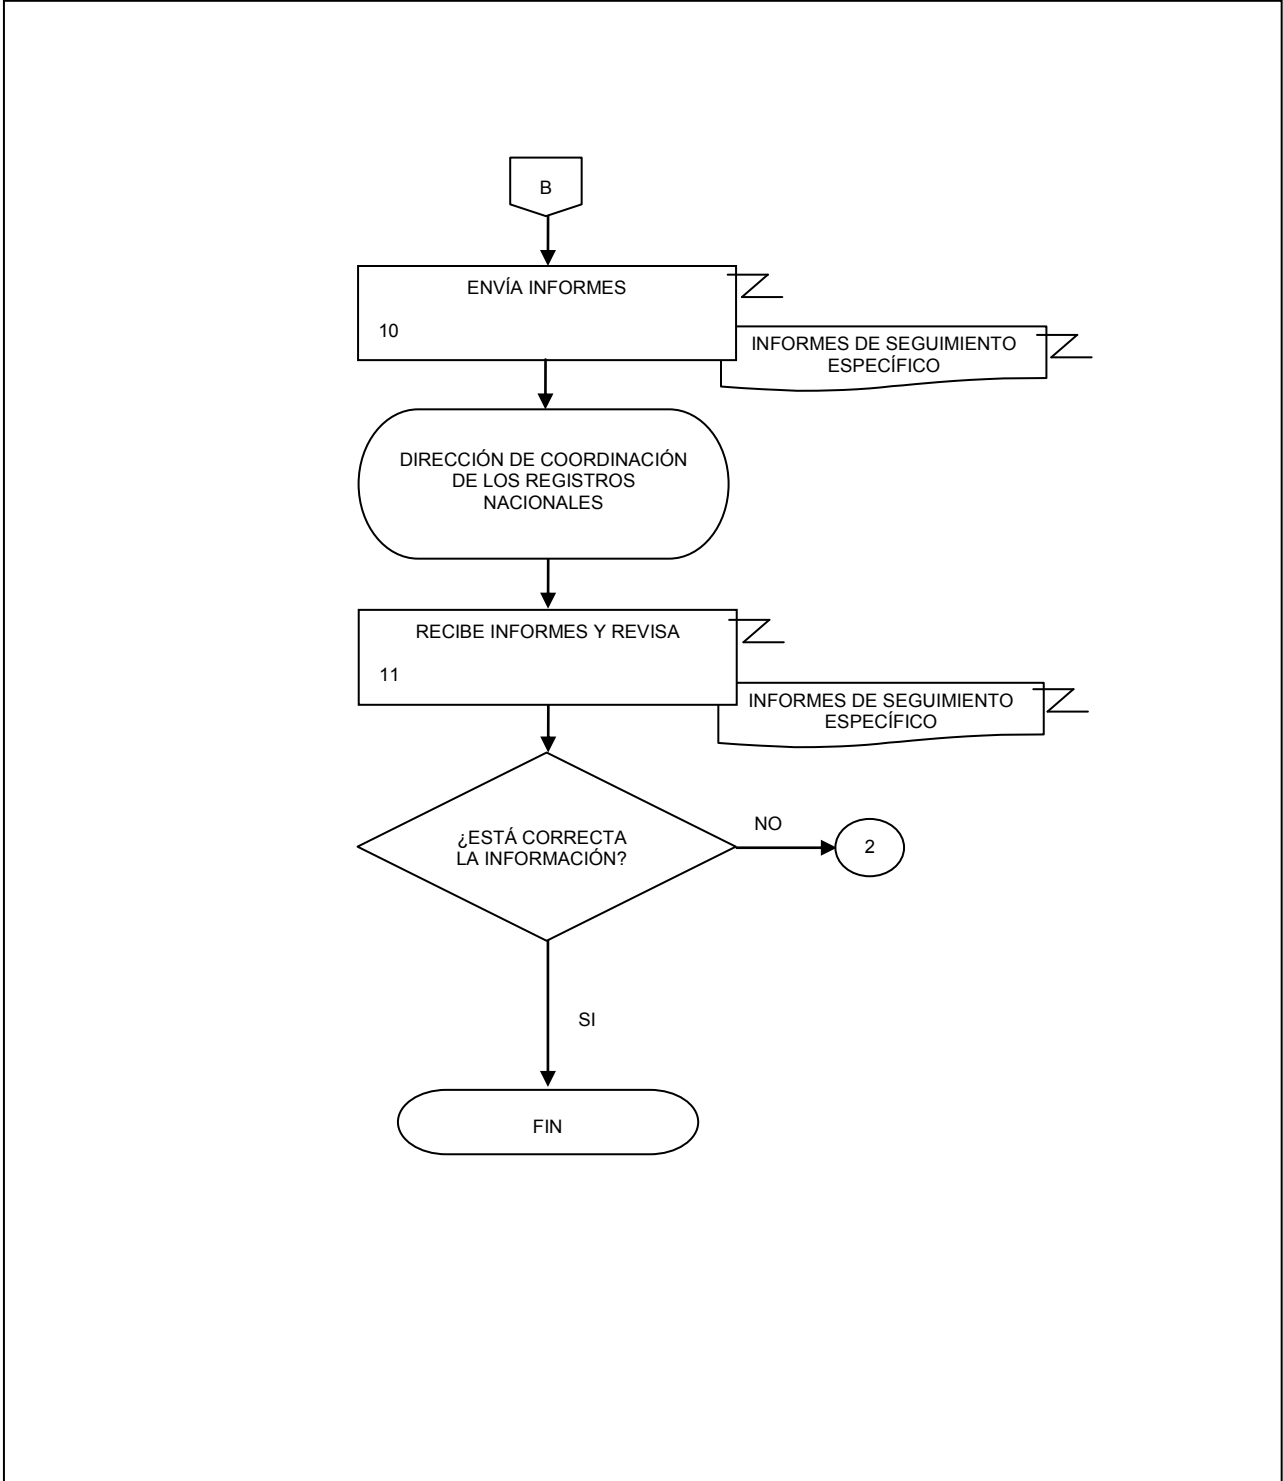 B
ENVÍA INFORMES
10
INFORMES DE SEGUIMIENTO
ESPECÍFICO
DIRECCIÓN DE COORDINACIÓN
DE LOS REGISTROS
NACIONALES
RECIBE INFORMES Y REVISA
11
INFORMES DE SEGUIMIENTO
ESPECÍFICO
¿ESTÁ CORRECTA
LA INFORMACIÓN?
NO
2
SI
FIN